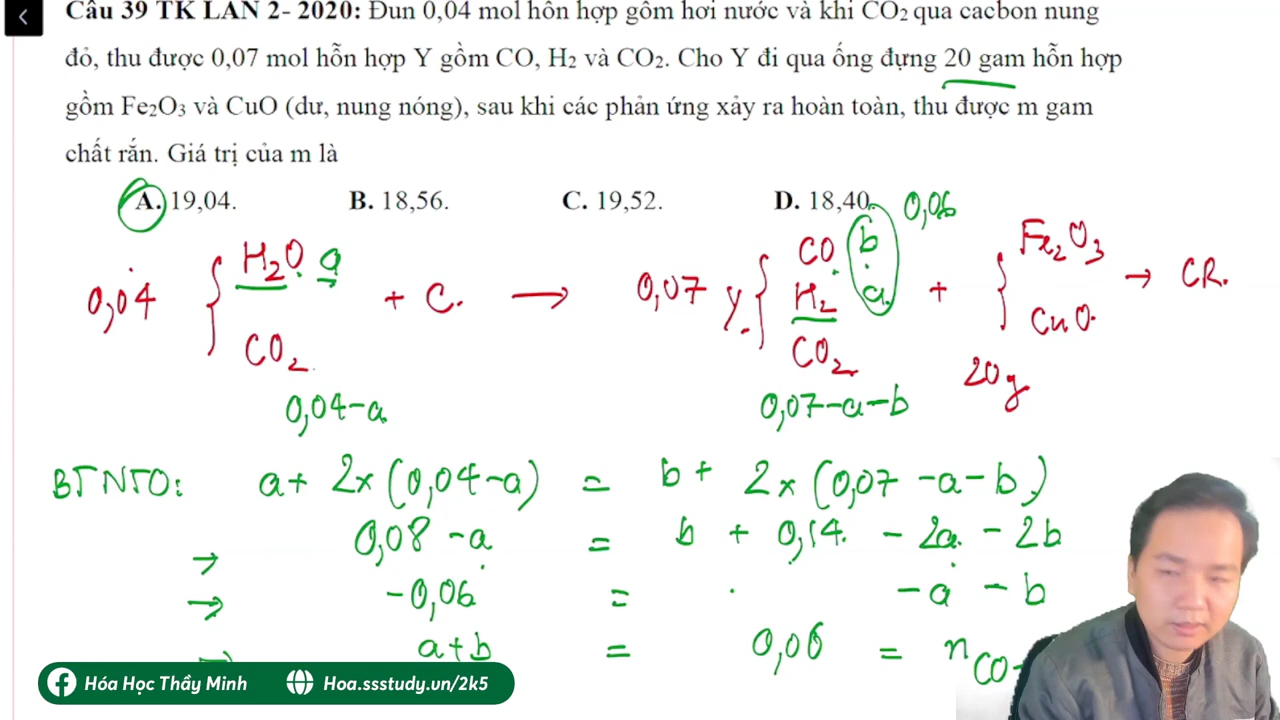 Câu 39 TK LẦN 2- 2020: Đun 0,04 mol hỗn hợp gồm hơi nước và khí CO₂ qua cacbon nung
đỏ, thu được 0,07 mol hỗn hợp Y gồm CO, H₂ và CO₂. Cho Y đi qua ống đựng 20 gam hỗn hợp
gồm Fe₂O₃ và CuO (dư, nung nóng), sau khi các phản ứng xảy ra hoàn toàn, thu được m gam
chất rắn. Giá trị của m là
A. 19,04. B. 18,56. C. 19,52. D. 18,40.
0,06
0,04 { H₂O a
CO₂
0,04-a
+ C. →
0,07 Y { CO b
H₂ a
CO₂
0,07-a-b
+ { Fe₂O₃
CuO
20g
→ CR.
BTNTO: a + 2x(0,04-a) = b + 2x(0,07-a-b)
→ 0,08-a = b + 0,14 - 2a - 2b
→ -0,06 = -a - b
→ a+b = 0,06 = nCO+
Hóa Học Thầy Minh
Hoa.ssstudy.vn/2k5